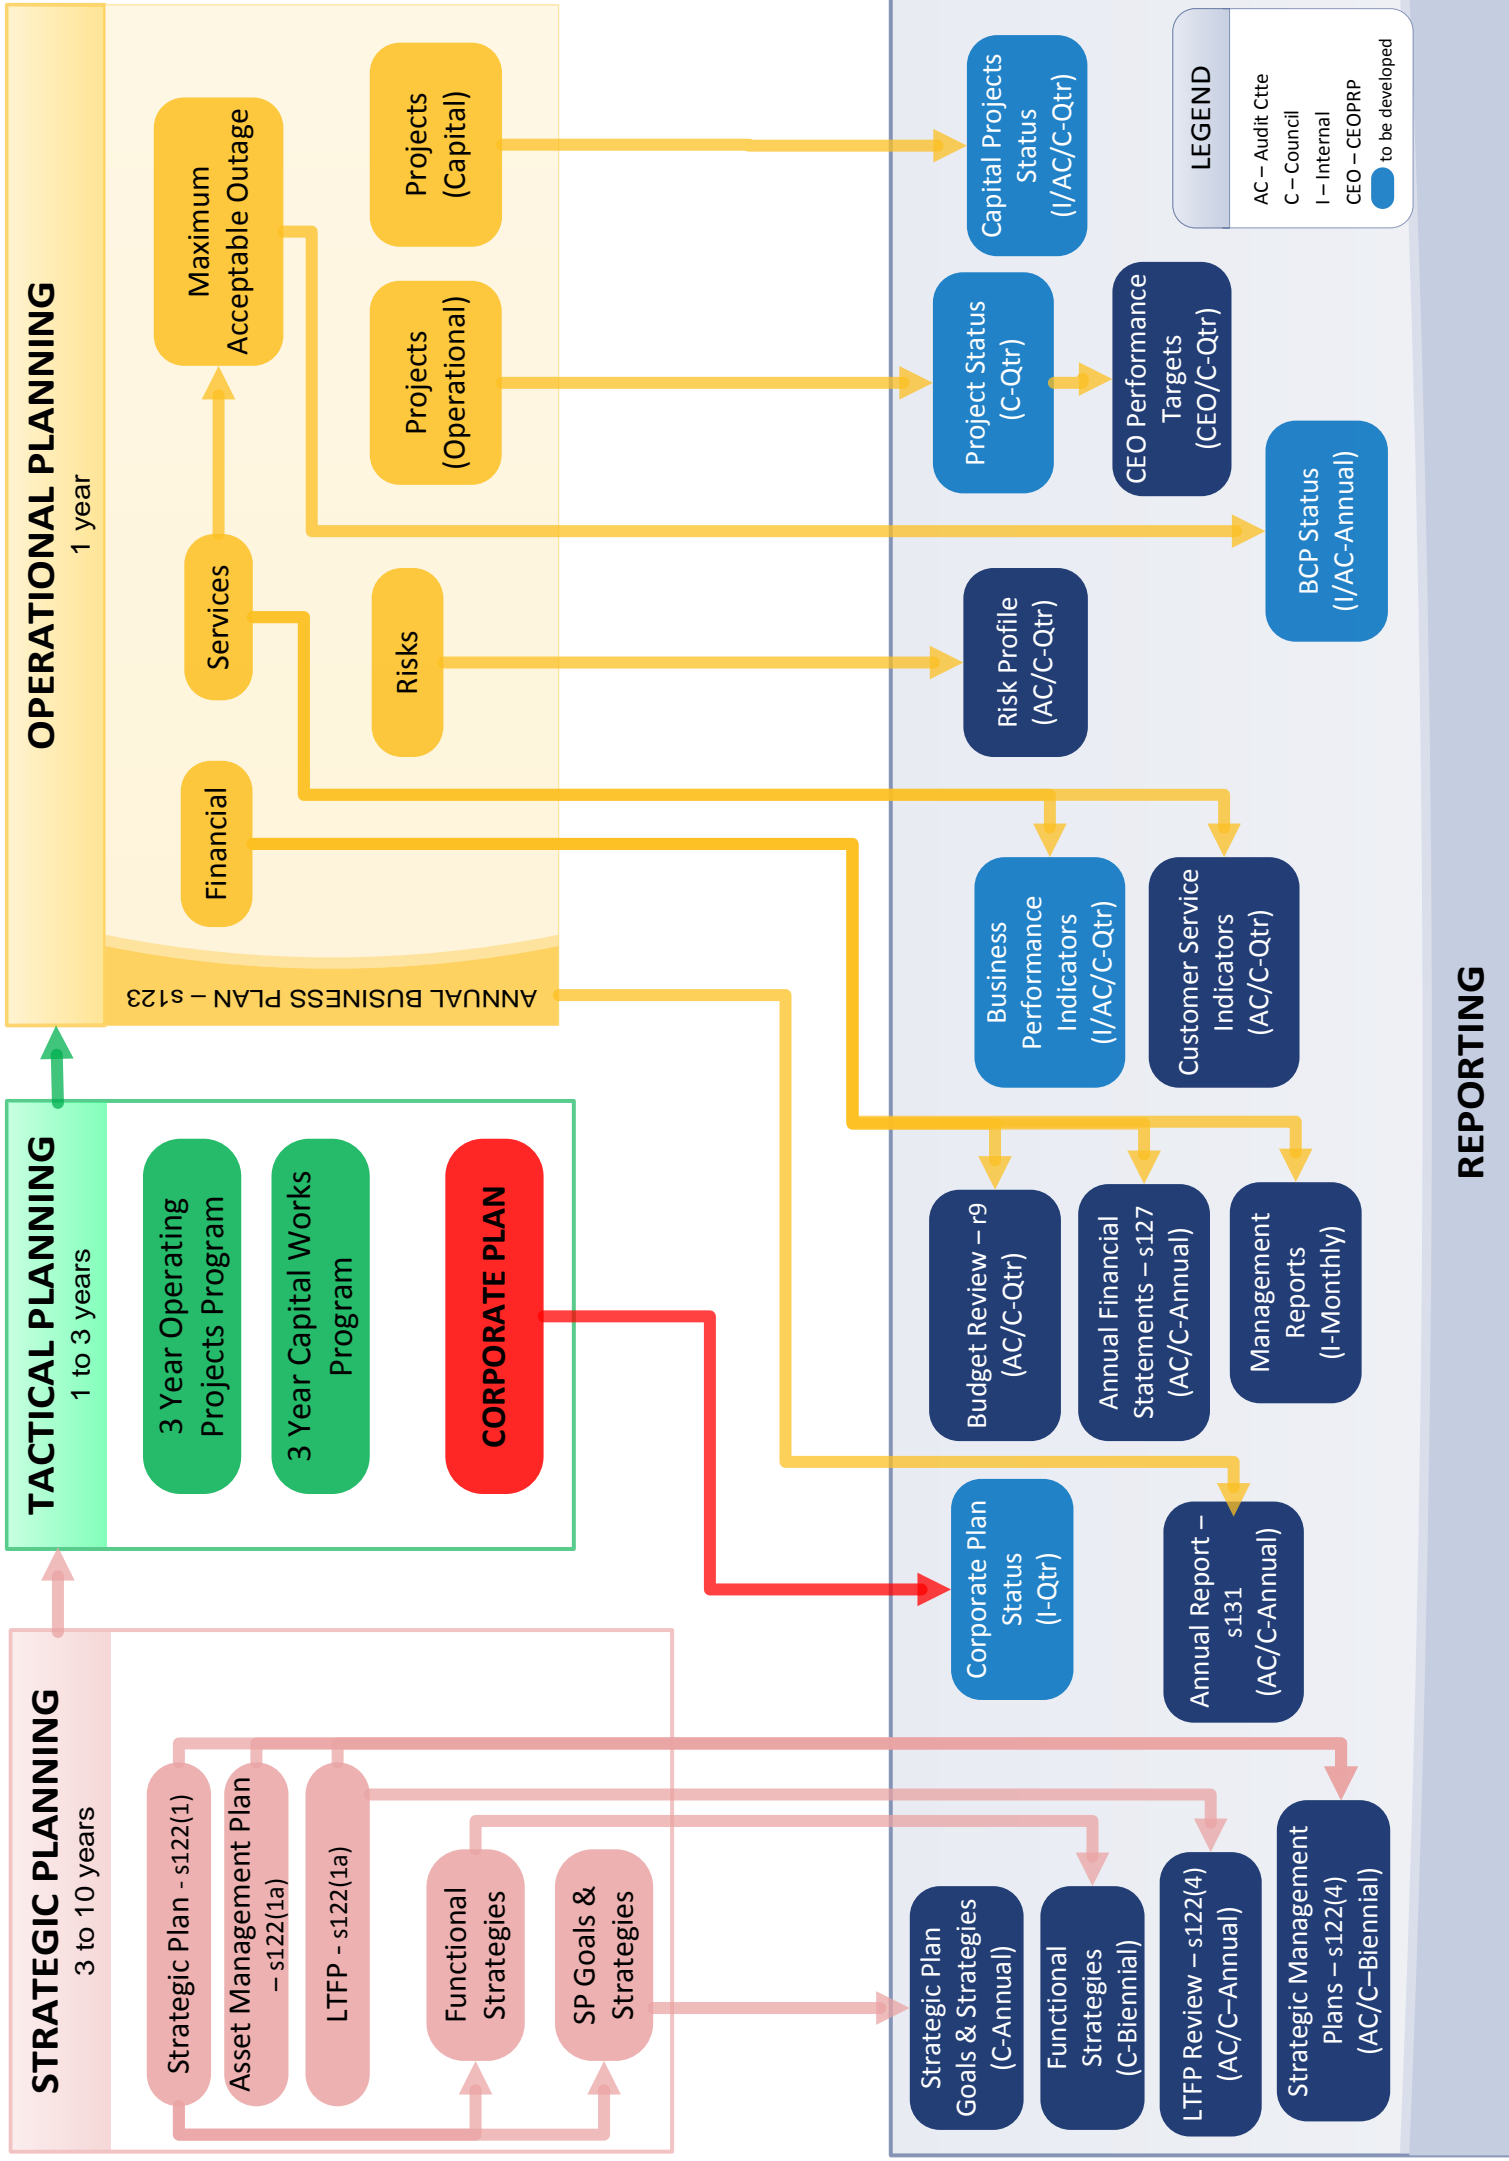 STRATEGIC PLANNING
3 to 10 years
Strategic Plan - s122(1)
Asset Management Plan
– s122(1a)
LTFP - s122(1a)
Functional
Strategies
SP Goals &
Strategies
TACTICAL PLANNING
1 to 3 years
3 Year Operating
Projects Program
3 Year Capital Works
Program
CORPORATE PLAN
OPERATIONAL PLANNING
1 year
ANNUAL BUSINESS PLAN – s123
Financial
Services
Maximum
Acceptable Outage
Risks
Projects
(Operational)
Projects
(Capital)
Strategic Plan
Goals & Strategies
(C-Annual)
Functional
Strategies
(C-Biennial)
LTFP Review – s122(4)
(AC/C–Annual)
Strategic Management
Plans – s122(4)
(AC/C–Biennial)
Corporate Plan
Status
(I-Qtr)
Annual Report –
s131
(AC/C-Annual)
Budget Review – r9
(AC/C-Qtr)
Annual Financial
Statements – s127
(AC/C-Annual)
Management
Reports
(I-Monthly)
Business
Performance
Indicators
(I/AC/C-Qtr)
Customer Service
Indicators
(AC/C-Qtr)
Risk Profile
(AC/C-Qtr)
BCP Status
(I/AC-Annual)
Project Status
(C-Qtr)
CEO Performance
Targets
(CEO/C-Qtr)
Capital Projects
Status
(I/AC/C-Qtr)
LEGEND
AC – Audit Ctte
C – Council
I – Internal
CEO – CEOPRP
to be developed
REPORTING